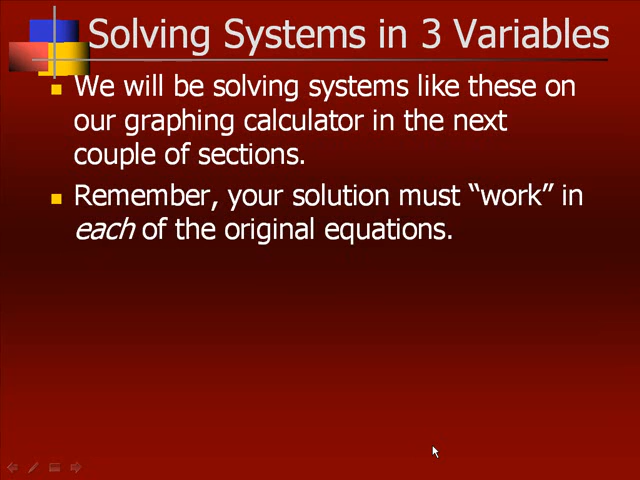 Solving Systems in 3 Variables
We will be solving systems like these on
our graphing calculator in the next
couple of sections.
Remember, your solution must “work” in
each of the original equations.